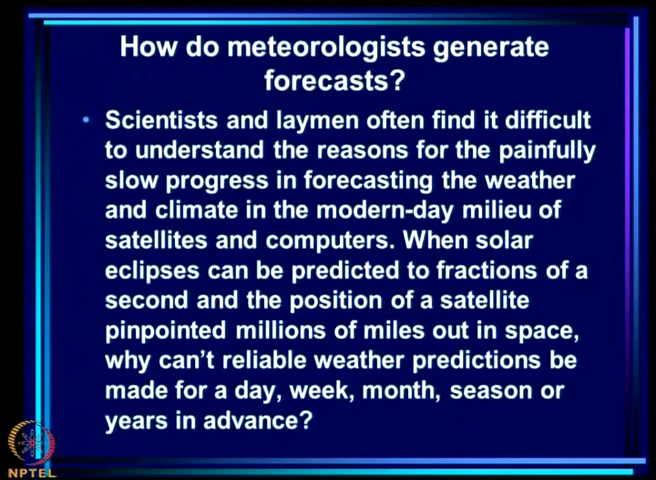 How do meteorologists generate
forecasts?
• Scientists and laymen often find it difficult
to understand the reasons for the painfully
slow progress in forecasting the weather
and climate in the modern-day milieu of
satellites and computers. When solar
eclipses can be predicted to fractions of a
second and the position of a satellite
pinpointed millions of miles out in space,
why can't reliable weather predictions be
made for a day, week, month, season or
years in advance?
NPTEL